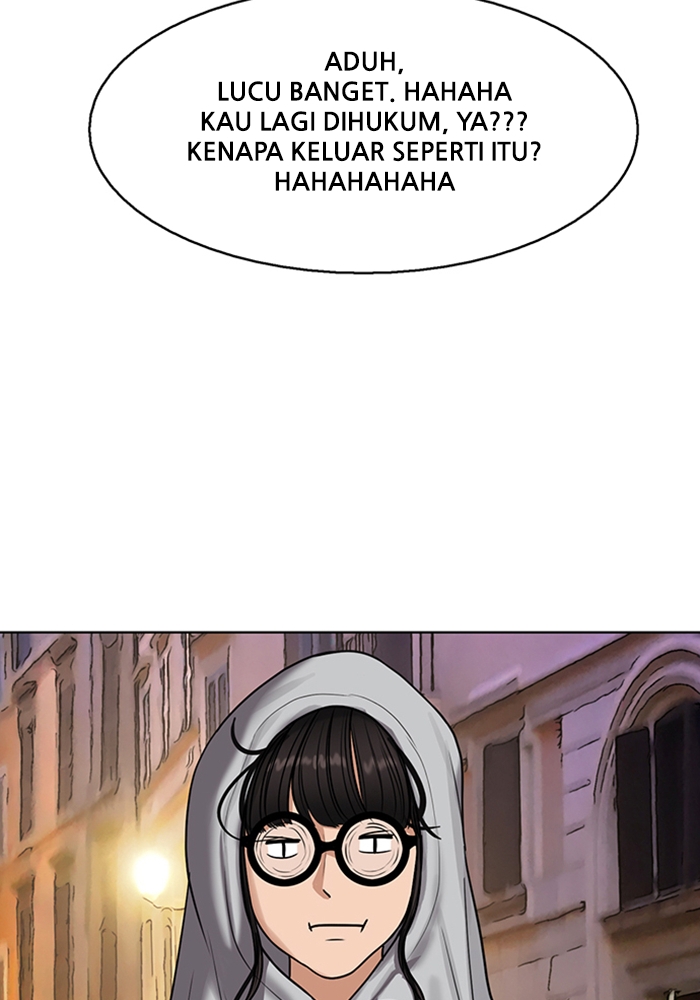 ADUH,
LUCU BANGET. HAHAHA
KAU LAGI DIHUKUM, YA???
KENAPA KELUAR SEPERTI ITU?
HAHAHAHAHA